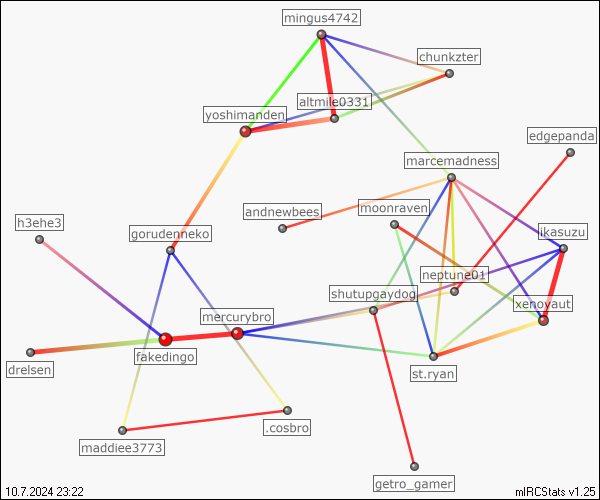 mingus4742
chunkzter
altmile0331
yoshimanden
edgepanda
marcemadness
andnewbees
moonraven
h3ehe3
gorudenneko
ikasuzu
neptune01
shutupgaydog
mercurybro
xenoyaut
fakedingo
drelsen
st.ryan
.cosbro
maddiee3773
getro_gamer
10.7.2024 23:22
mIRCStats v1.25